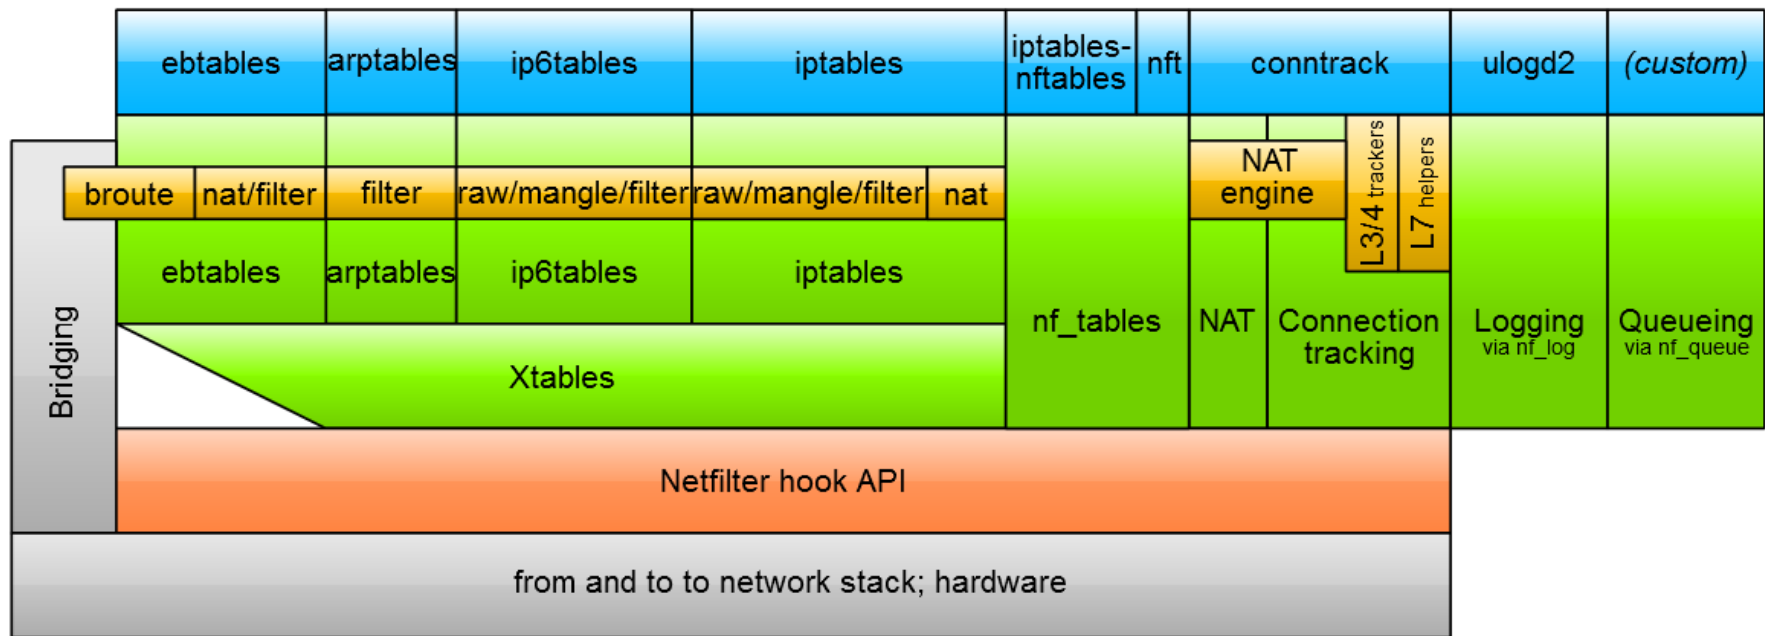 ebtables
arptables
ip6tables
iptables
iptables-
nftables
nft
conntrack
ulogd2
(custom)
broute
nat/filter
filter
raw/mangle/filter
raw/mangle/filter
nat
NAT
engine
L3/4 trackers
L7 helpers
ebtables
arptables
ip6tables
iptables
nf_tables
NAT
Connection
tracking
Logging
via nf_log
Queueing
via nf_queue
Bridging
Xtables
Netfilter hook API
from and to to network stack; hardware